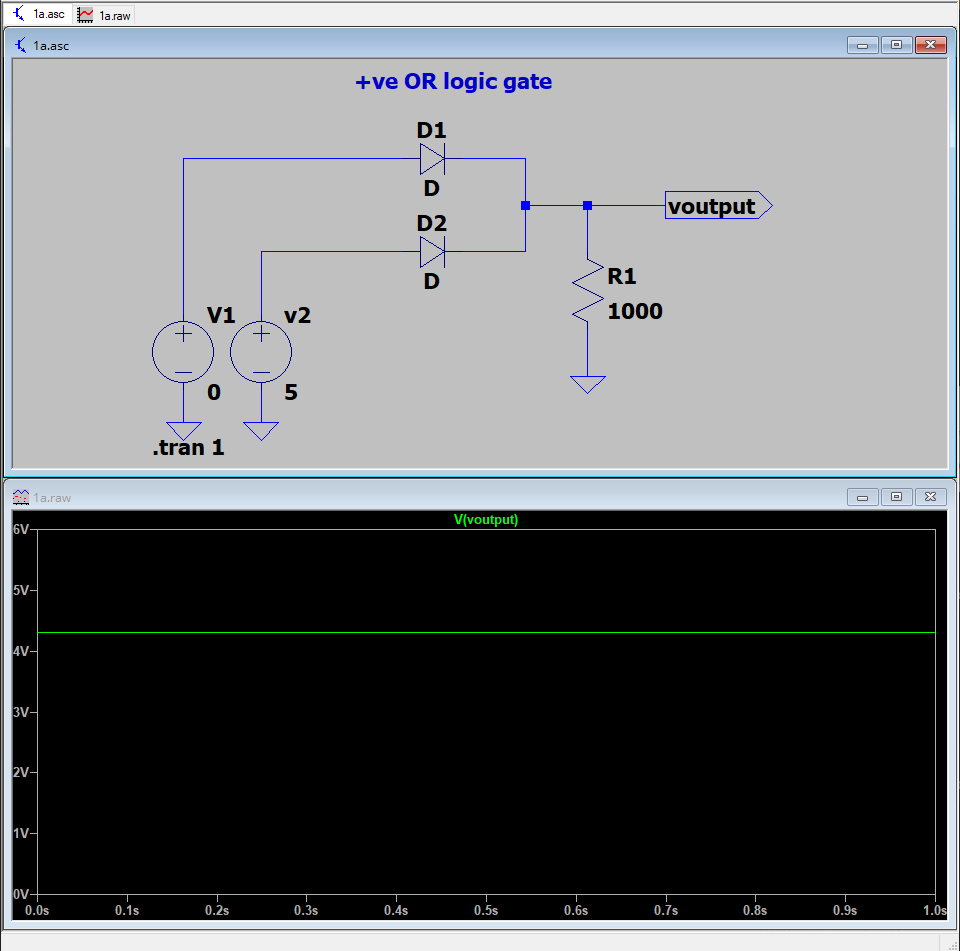 1a.asc 1a.raw
1a.asc
+ve OR logic gate
D1
D
D2
D
voutput
R1
1000
V1
0
v2
5
.tran 1
1a.raw
V(voutput)
6V
5V
4V
3V
2V
1V
0V
0.0s 0.1s 0.2s 0.3s 0.4s 0.5s 0.6s 0.7s 0.8s 0.9s 1.0s